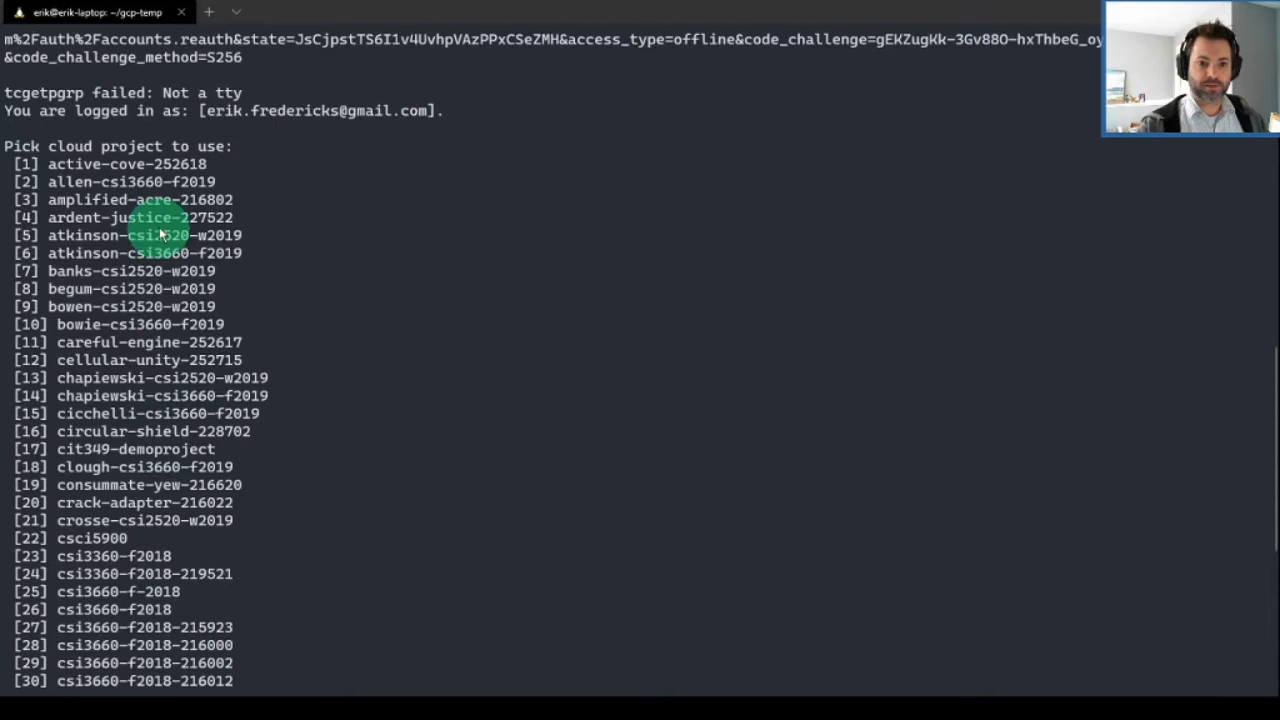 erik@erik-laptop: ~/gcp-temp
m%2Fauth%2Faccounts.reauth&state=JsCjpstTS6I1v4UvhpVAzPPxCSeZMH&access_type=offline&code_challenge=gEKZugKk-3Gv88O-hxThbeG_oy
&code_challenge_method=S256
tcgetpgrp failed: Not a tty
You are logged in as: [erik.fredericks@gmail.com].
Pick cloud project to use:
[1] active-cove-252618
[2] allen-csi3660-f2019
[3] amplified-acre-216802
[4] ardent-justice-227522
[5] atkinson-csi2520-w2019
[6] atkinson-csi3660-f2019
[7] banks-csi2520-w2019
[8] begum-csi2520-w2019
[9] bowen-csi2520-w2019
[10] bowie-csi3660-f2019
[11] careful-engine-252617
[12] cellular-unity-252715
[13] chapiewski-csi2520-w2019
[14] chapiewski-csi3660-f2019
[15] cicchelli-csi3660-f2019
[16] circular-shield-228702
[17] cit349-demoproject
[18] clough-csi3660-f2019
[19] consummate-yew-216620
[20] crack-adapter-216022
[21] crosse-csi2520-w2019
[22] csci5900
[23] csi3360-f2018
[24] csi3360-f2018-219521
[25] csi3660-f-2018
[26] csi3660-f2018
[27] csi3660-f2018-215923
[28] csi3660-f2018-216000
[29] csi3660-f2018-216002
[30] csi3660-f2018-216012